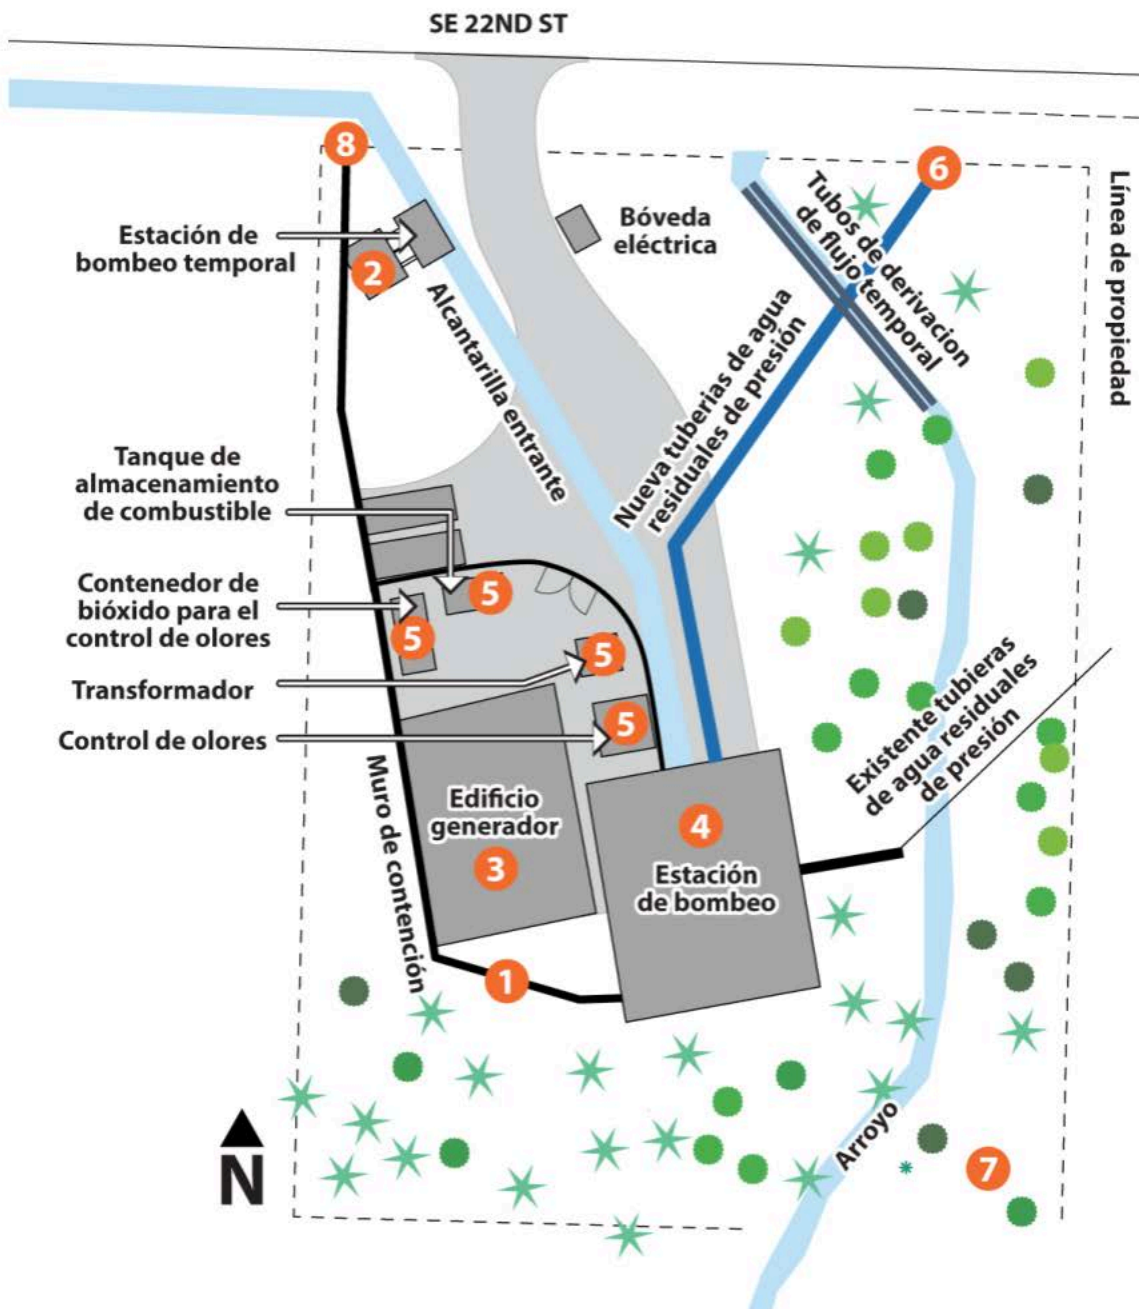 SE 22ND ST
8
6
Línea de propiedad
Estación de
bombeo temporal
2
Bóveda
eléctrica
Tubos de derivacion
de flujo temporal
Alcantarilla entrante
Nueva tuberias de agua
residuales de presión
Tanque de
almacenamiento
de combustible
5
Contenedor de
bióxido para el
control de olores
5
Transformador
5
Control de olores
5
Existente tubieras
de agua residuales
de presión
Muro de contención
Edificio
generador
3
4
Estación
de bombeo
1
N
Arroyo
7